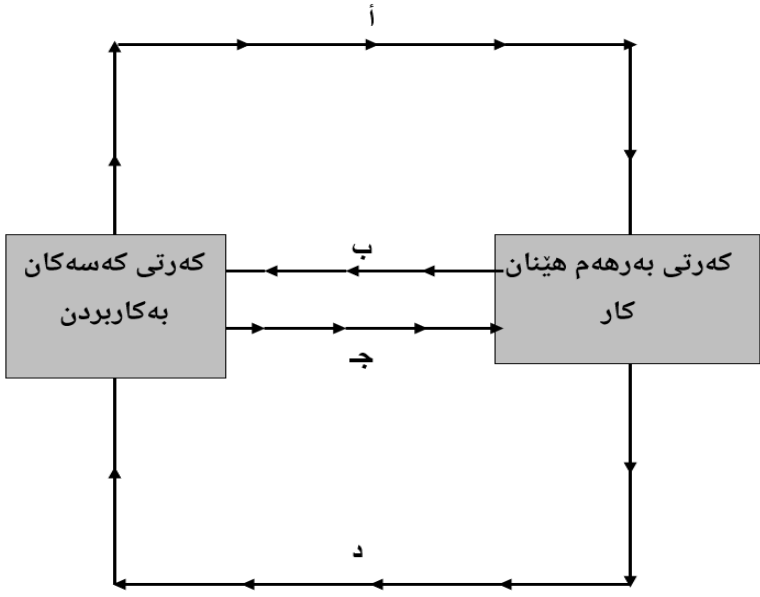 أ
کەرتی بەرهەم هێنان
کار
ب
کەرتی کەسەکان
بەکاربردن
جـ
د